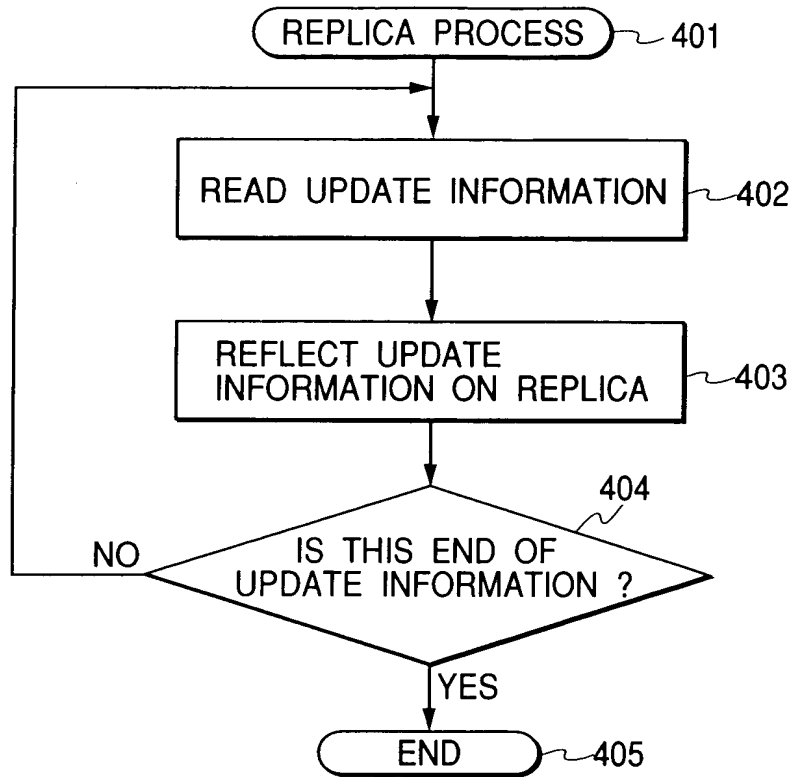 REPLICA PROCESS
401
READ UPDATE INFORMATION
402
REFLECT UPDATE
INFORMATION ON REPLICA
403
404
IS THIS END OF
UPDATE INFORMATION ?
NO
YES
END
405